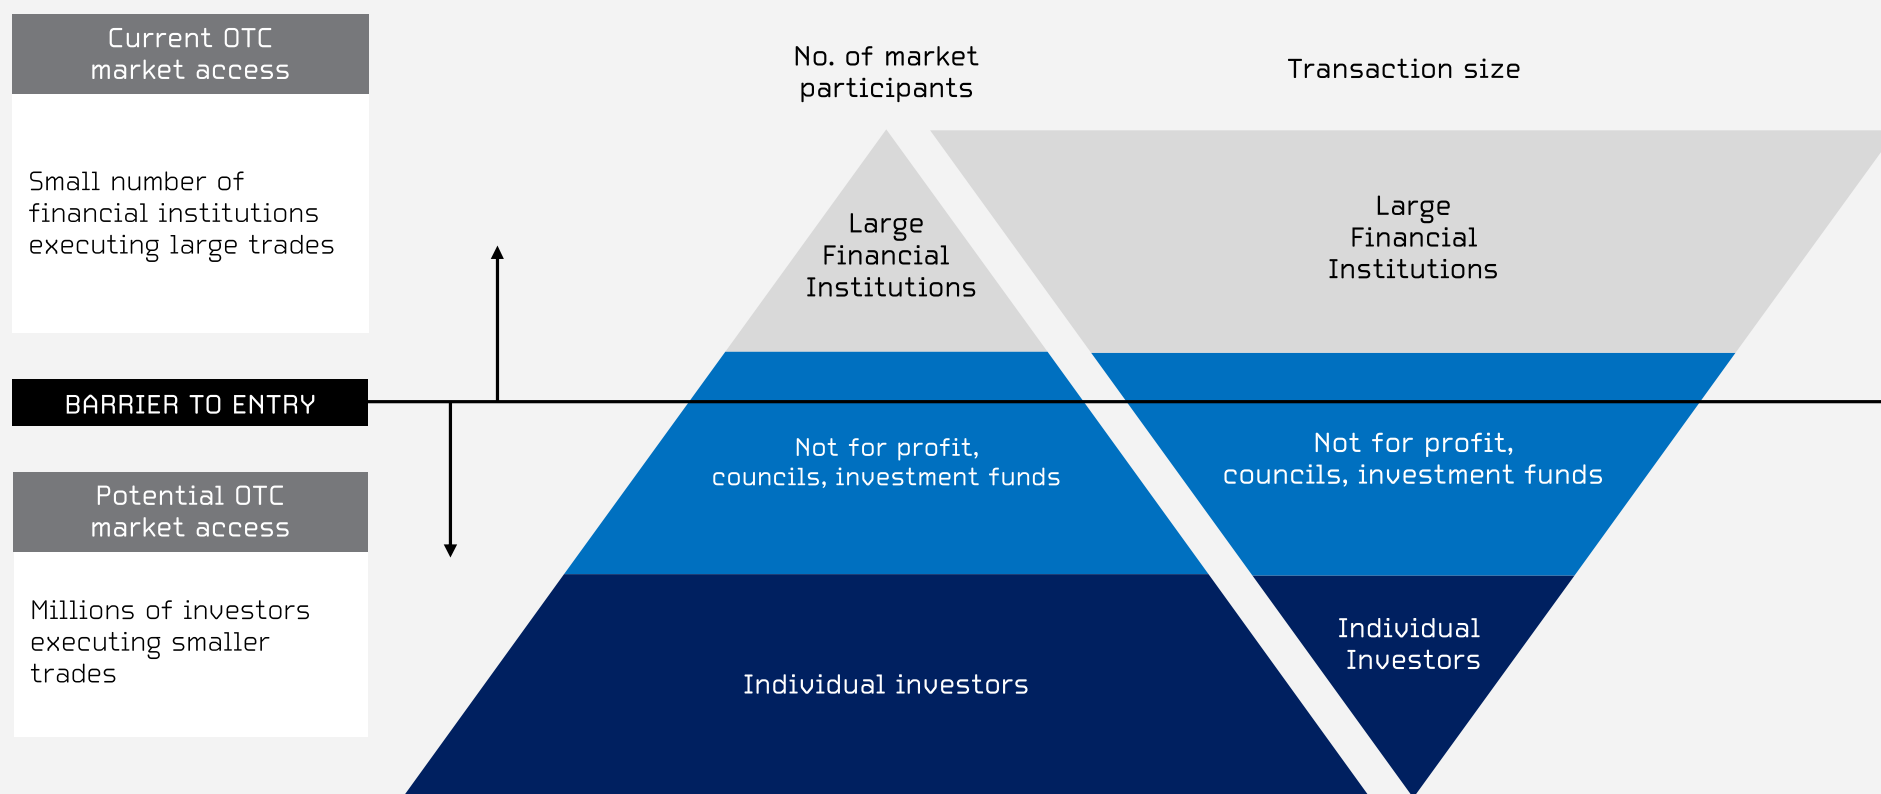 Current OTC
market access
Small number of
financial institutions
executing large trades
BARRIER TO ENTRY
Potential OTC
market access
Millions of investors
executing smaller
trades
No. of market
participants
Large
Financial
Institutions
Not for profit,
councils, investment funds
Individual investors
Transaction size
Large
Financial
Institutions
Not for profit,
councils, investment funds
Individual
Investors